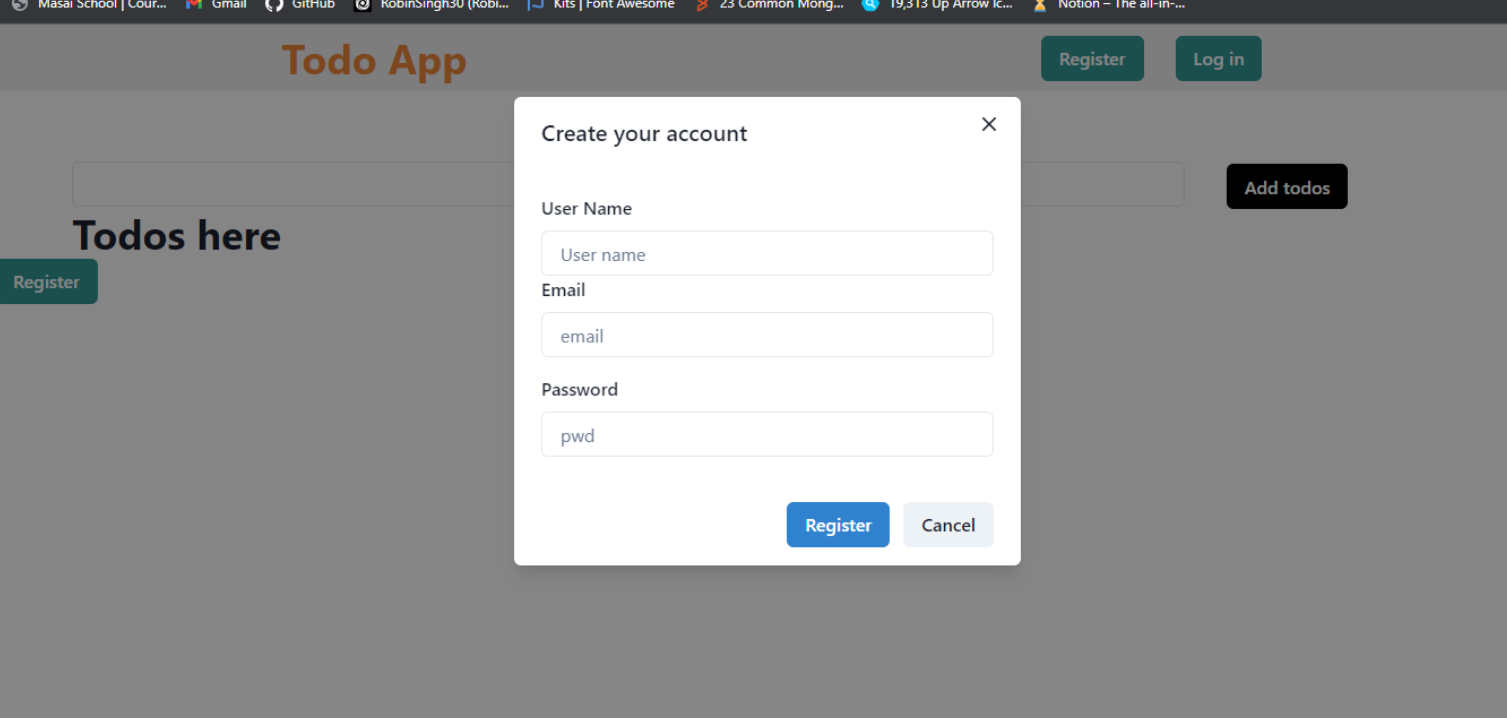 Masai School | Cour... Gmail GitHub RobinSingh30 (Robi... Kits | Font Awesome 23 Common Mong... 19,313 Up Arrow Ic... Notion – The all-in-...
Todo App Register Log in
Create your account
Add todos
User Name
User name
Todos here
Register
Email
email
Password
pwd
Register Cancel